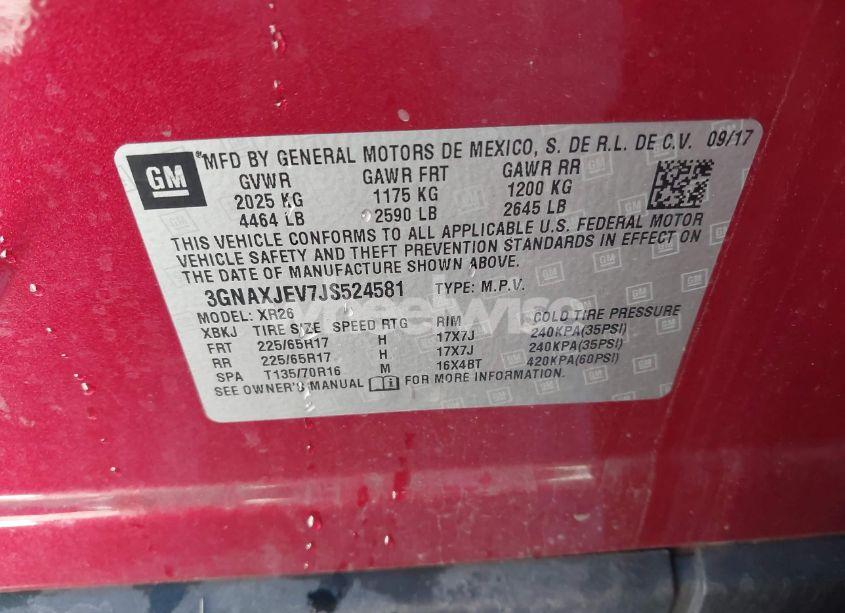 GM
® MFD BY GENERAL MOTORS DE MEXICO, S. DE R.L. DE C.V. 09/17
GVWR GAWR FRT GAWR RR
2025 KG 1175 KG 1200 KG
4464 LB 2590 LB 2645 LB
THIS VEHICLE CONFORMS TO ALL APPLICABLE U.S. FEDERAL MOTOR
VEHICLE SAFETY AND THEFT PREVENTION STANDARDS IN EFFECT ON
THE DATE OF MANUFACTURE SHOWN ABOVE.
3GNAXJEV7JS524581 TYPE: M.P.V.
MODEL: XR26
XBKJ TIRE SIZE SPEED RTG RIM COLD TIRE PRESSURE
FRT 225/65R17 H 17X7J 240KPA(35PSI)
RR 225/65R17 H 17X7J 240KPA(35PSI)
SPA T135/70R16 M 16X4BT 420KPA(60PSI)
SEE OWNER'S MANUAL FOR MORE INFORMATION.